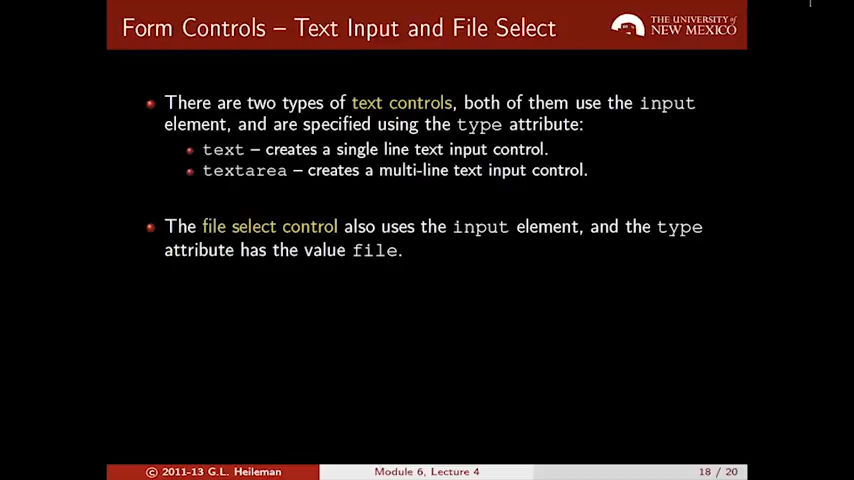 Form Controls – Text Input and File Select
THE UNIVERSITY of
NEW MEXICO
There are two types of text controls, both of them use the input
element, and are specified using the type attribute:
text – creates a single line text input control.
textarea – creates a multi-line text input control.
The file select control also uses the input element, and the type
attribute has the value file.
© 2011-13 G.L. Heileman
Module 6, Lecture 4
18 / 20